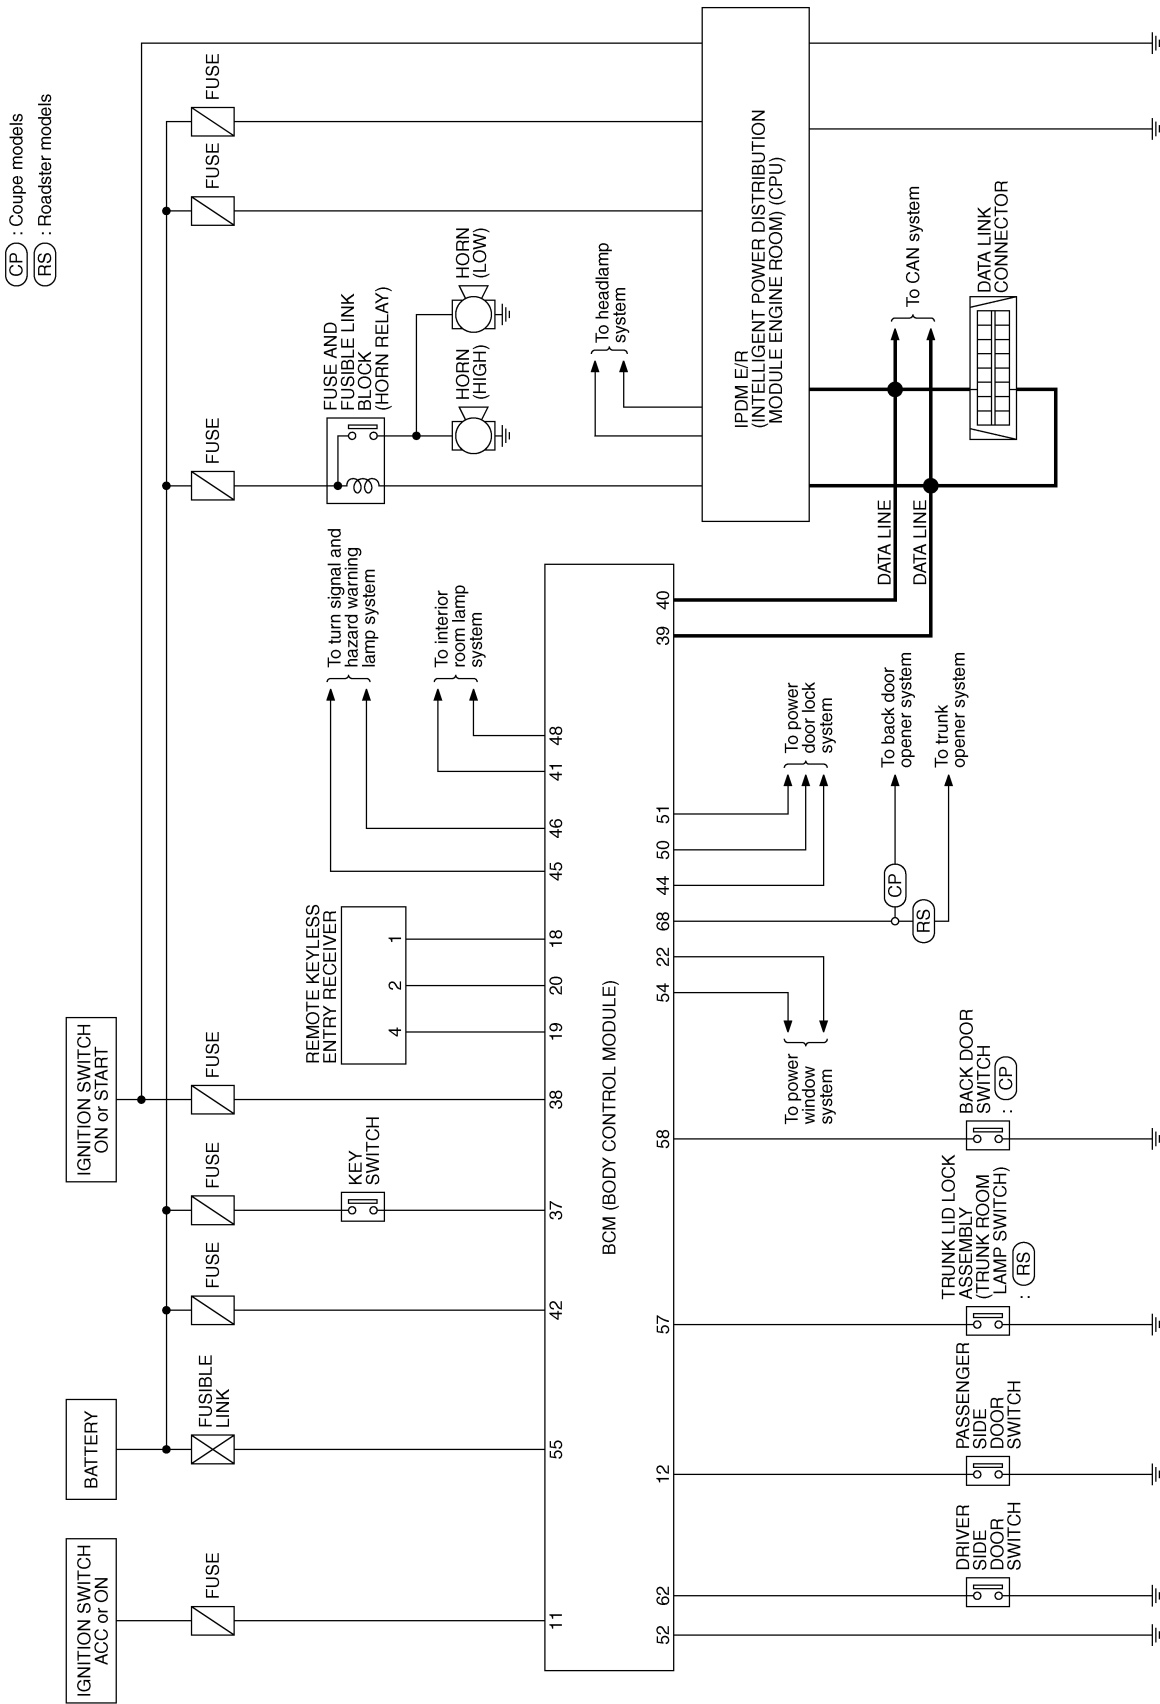 CP : Coupe models
RS : Roadster models
IGNITION SWITCH
ACC or ON
BATTERY
IGNITION SWITCH
ON or START
FUSE
FUSIBLE
LINK
FUSE
FUSE
FUSE
FUSE
FUSE
FUSE
KEY
SWITCH
REMOTE KEYLESS
ENTRY RECEIVER
4
2
1
To turn signal and
hazard warning
lamp system
To interior
room lamp
system
FUSE AND
FUSIBLE LINK
BLOCK
(HORN RELAY)
HORN
(HIGH)
HORN
(LOW)
To headlamp
system
11
55
42
37
38
19
20
18
45
46
41
48
BCM (BODY CONTROL MODULE)
52
62
12
57
58
54
22
68
44
50
51
39
40
IPDM E/R
(INTELLIGENT POWER DISTRIBUTION
MODULE ENGINE ROOM) (CPU)
To power
window
system
To power
door lock
system
CP
RS
To back door
opener system
To trunk
opener system
DATA LINE
DATA LINE
To CAN system
DATA LINK
CONNECTOR
DRIVER
SIDE
DOOR
SWITCH
PASSENGER
SIDE
DOOR
SWITCH
TRUNK LID LOCK
ASSEMBLY
(TRUNK ROOM
LAMP SWITCH)
: RS
BACK DOOR
SWITCH
: CP